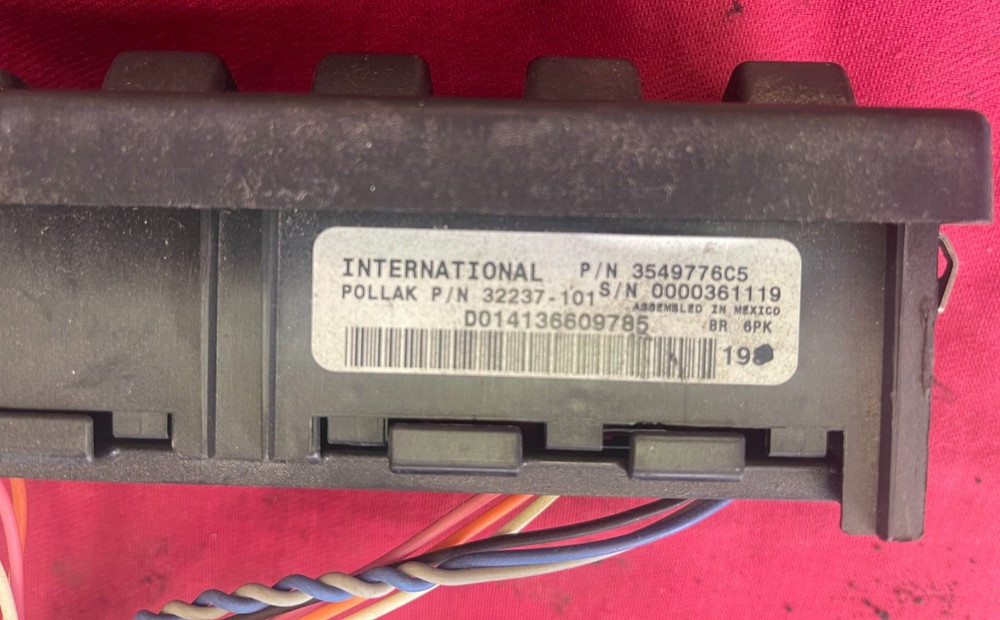 INTERNATIONAL P/N 3549776C5
POLLAK P/N 32237-101 S/N 0000361119
ASSEMBLED IN MEXICO
D014136609785 BR 6PK